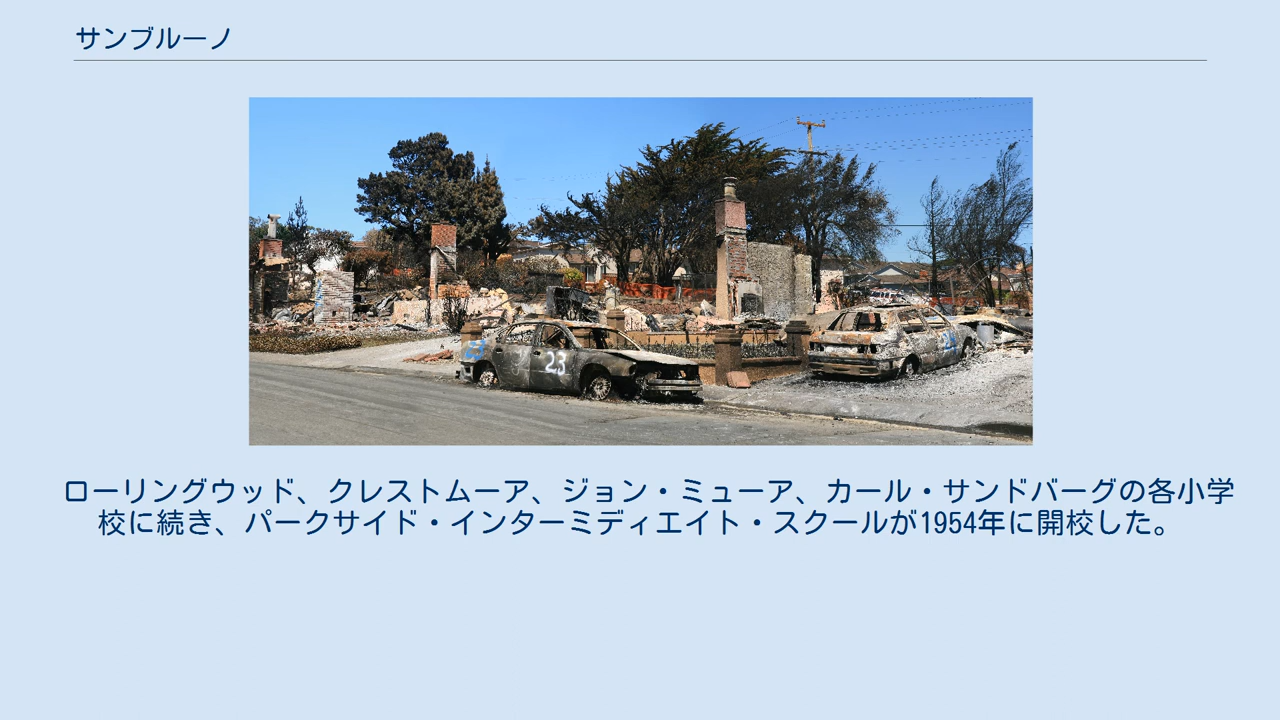 サンブルーノ
23
ローリングウッド、クレストムーア、ジョン・ミューア、カール・サンドバーグの各小学
校に続き、パークサイド・インターミディエイト・スクールが1954年に開校した。